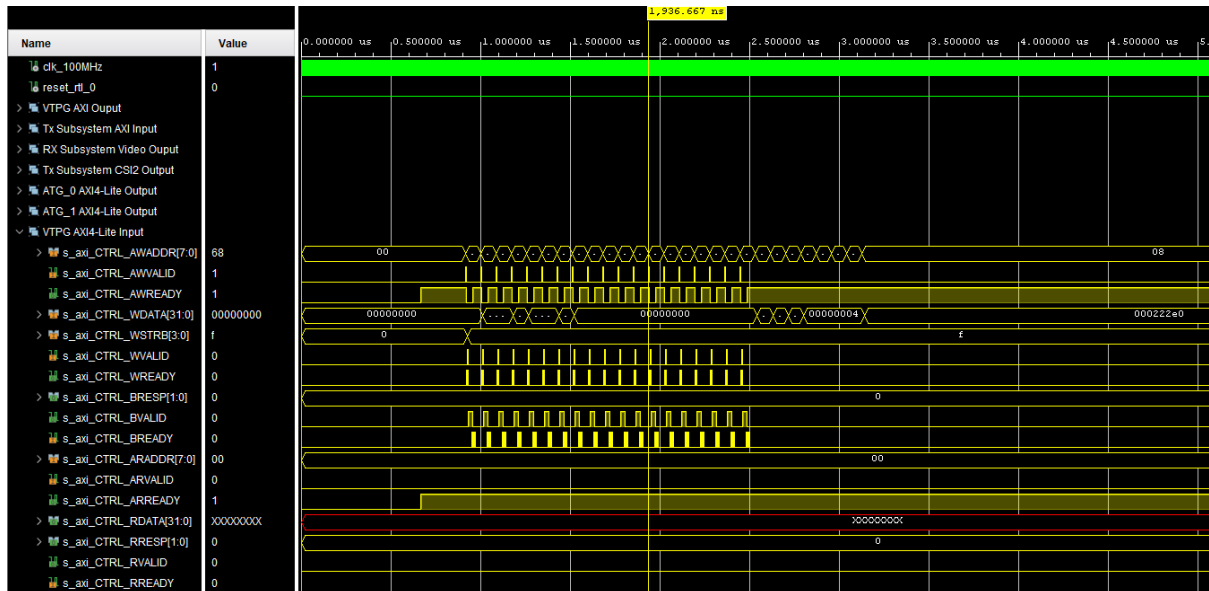 1,936.667 ns
Name Value 0.000000 us 0.500000 us 1.000000 us 1.500000 us 2.000000 us 2.500000 us 3.000000 us 3.500000 us 4.000000 us 4.500000 us 5.
clk_100MHz 1
reset_rtl_0 0
VTPG AXI Ouput
Tx Subsystem AXI Input
RX Subsystem Video Ouput
Tx Subsystem CSI2 Output
ATG_0 AXI4-Lite Output
ATG_1 AXI4-Lite Output
VTPG AXI4-Lite Input
s_axi_CTRL_AWADDR[7:0] 68 00 08
s_axi_CTRL_AWVALID 1
s_axi_CTRL_AWREADY 1
s_axi_CTRL_WDATA[31:0] 00000000 00000000 ... ... 00000000 00000004 000222e0
s_axi_CTRL_WSTRB[3:0] f 0 f
s_axi_CTRL_WVALID 0
s_axi_CTRL_WREADY 0
s_axi_CTRL_BRESP[1:0] 0 0
s_axi_CTRL_BVALID 0
s_axi_CTRL_BREADY 0
s_axi_CTRL_ARADDR[7:0] 00 00
s_axi_CTRL_ARVALID 0
s_axi_CTRL_ARREADY 1
s_axi_CTRL_RDATA[31:0] XXXXXXXX XXXXXXXX
s_axi_CTRL_RRESP[1:0] 0 0
s_axi_CTRL_RVALID 0
s_axi_CTRL_RREADY 0